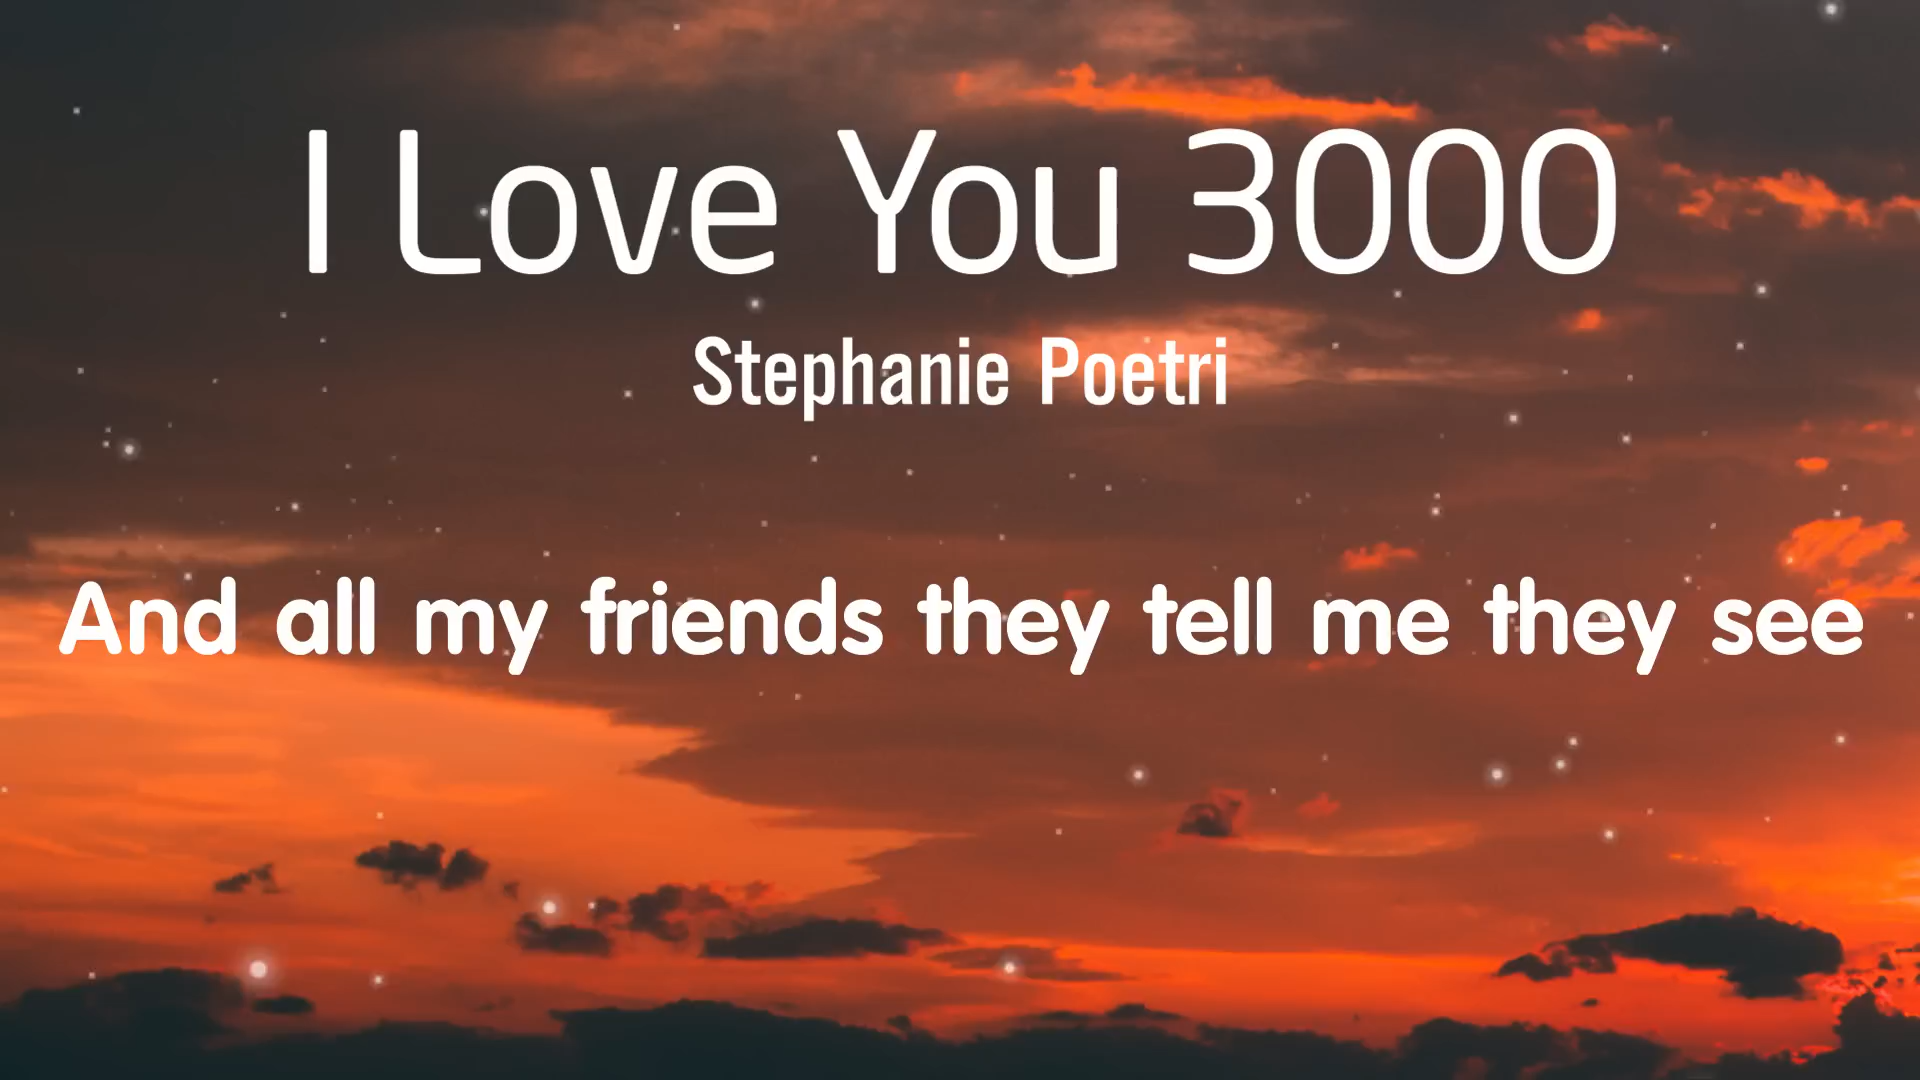 I Love You 3000
Stephanie Poetri
And all my friends they tell me they see